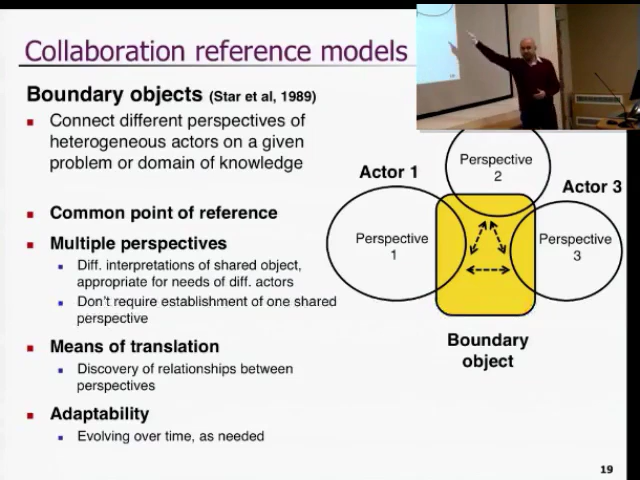 Collaboration reference models
Boundary objects (Star et al, 1989)
Connect different perspectives of
heterogeneous actors on a given
problem or domain of knowledge
Common point of reference
Multiple perspectives
Diff. interpretations of shared object,
appropriate for needs of diff. actors
Don't require establishment of one shared
perspective
Means of translation
Discovery of relationships between
perspectives
Adaptability
Evolving over time, as needed
Perspective
2
Actor 1
Actor 3
Perspective
1
Perspective
3
Boundary
object
19